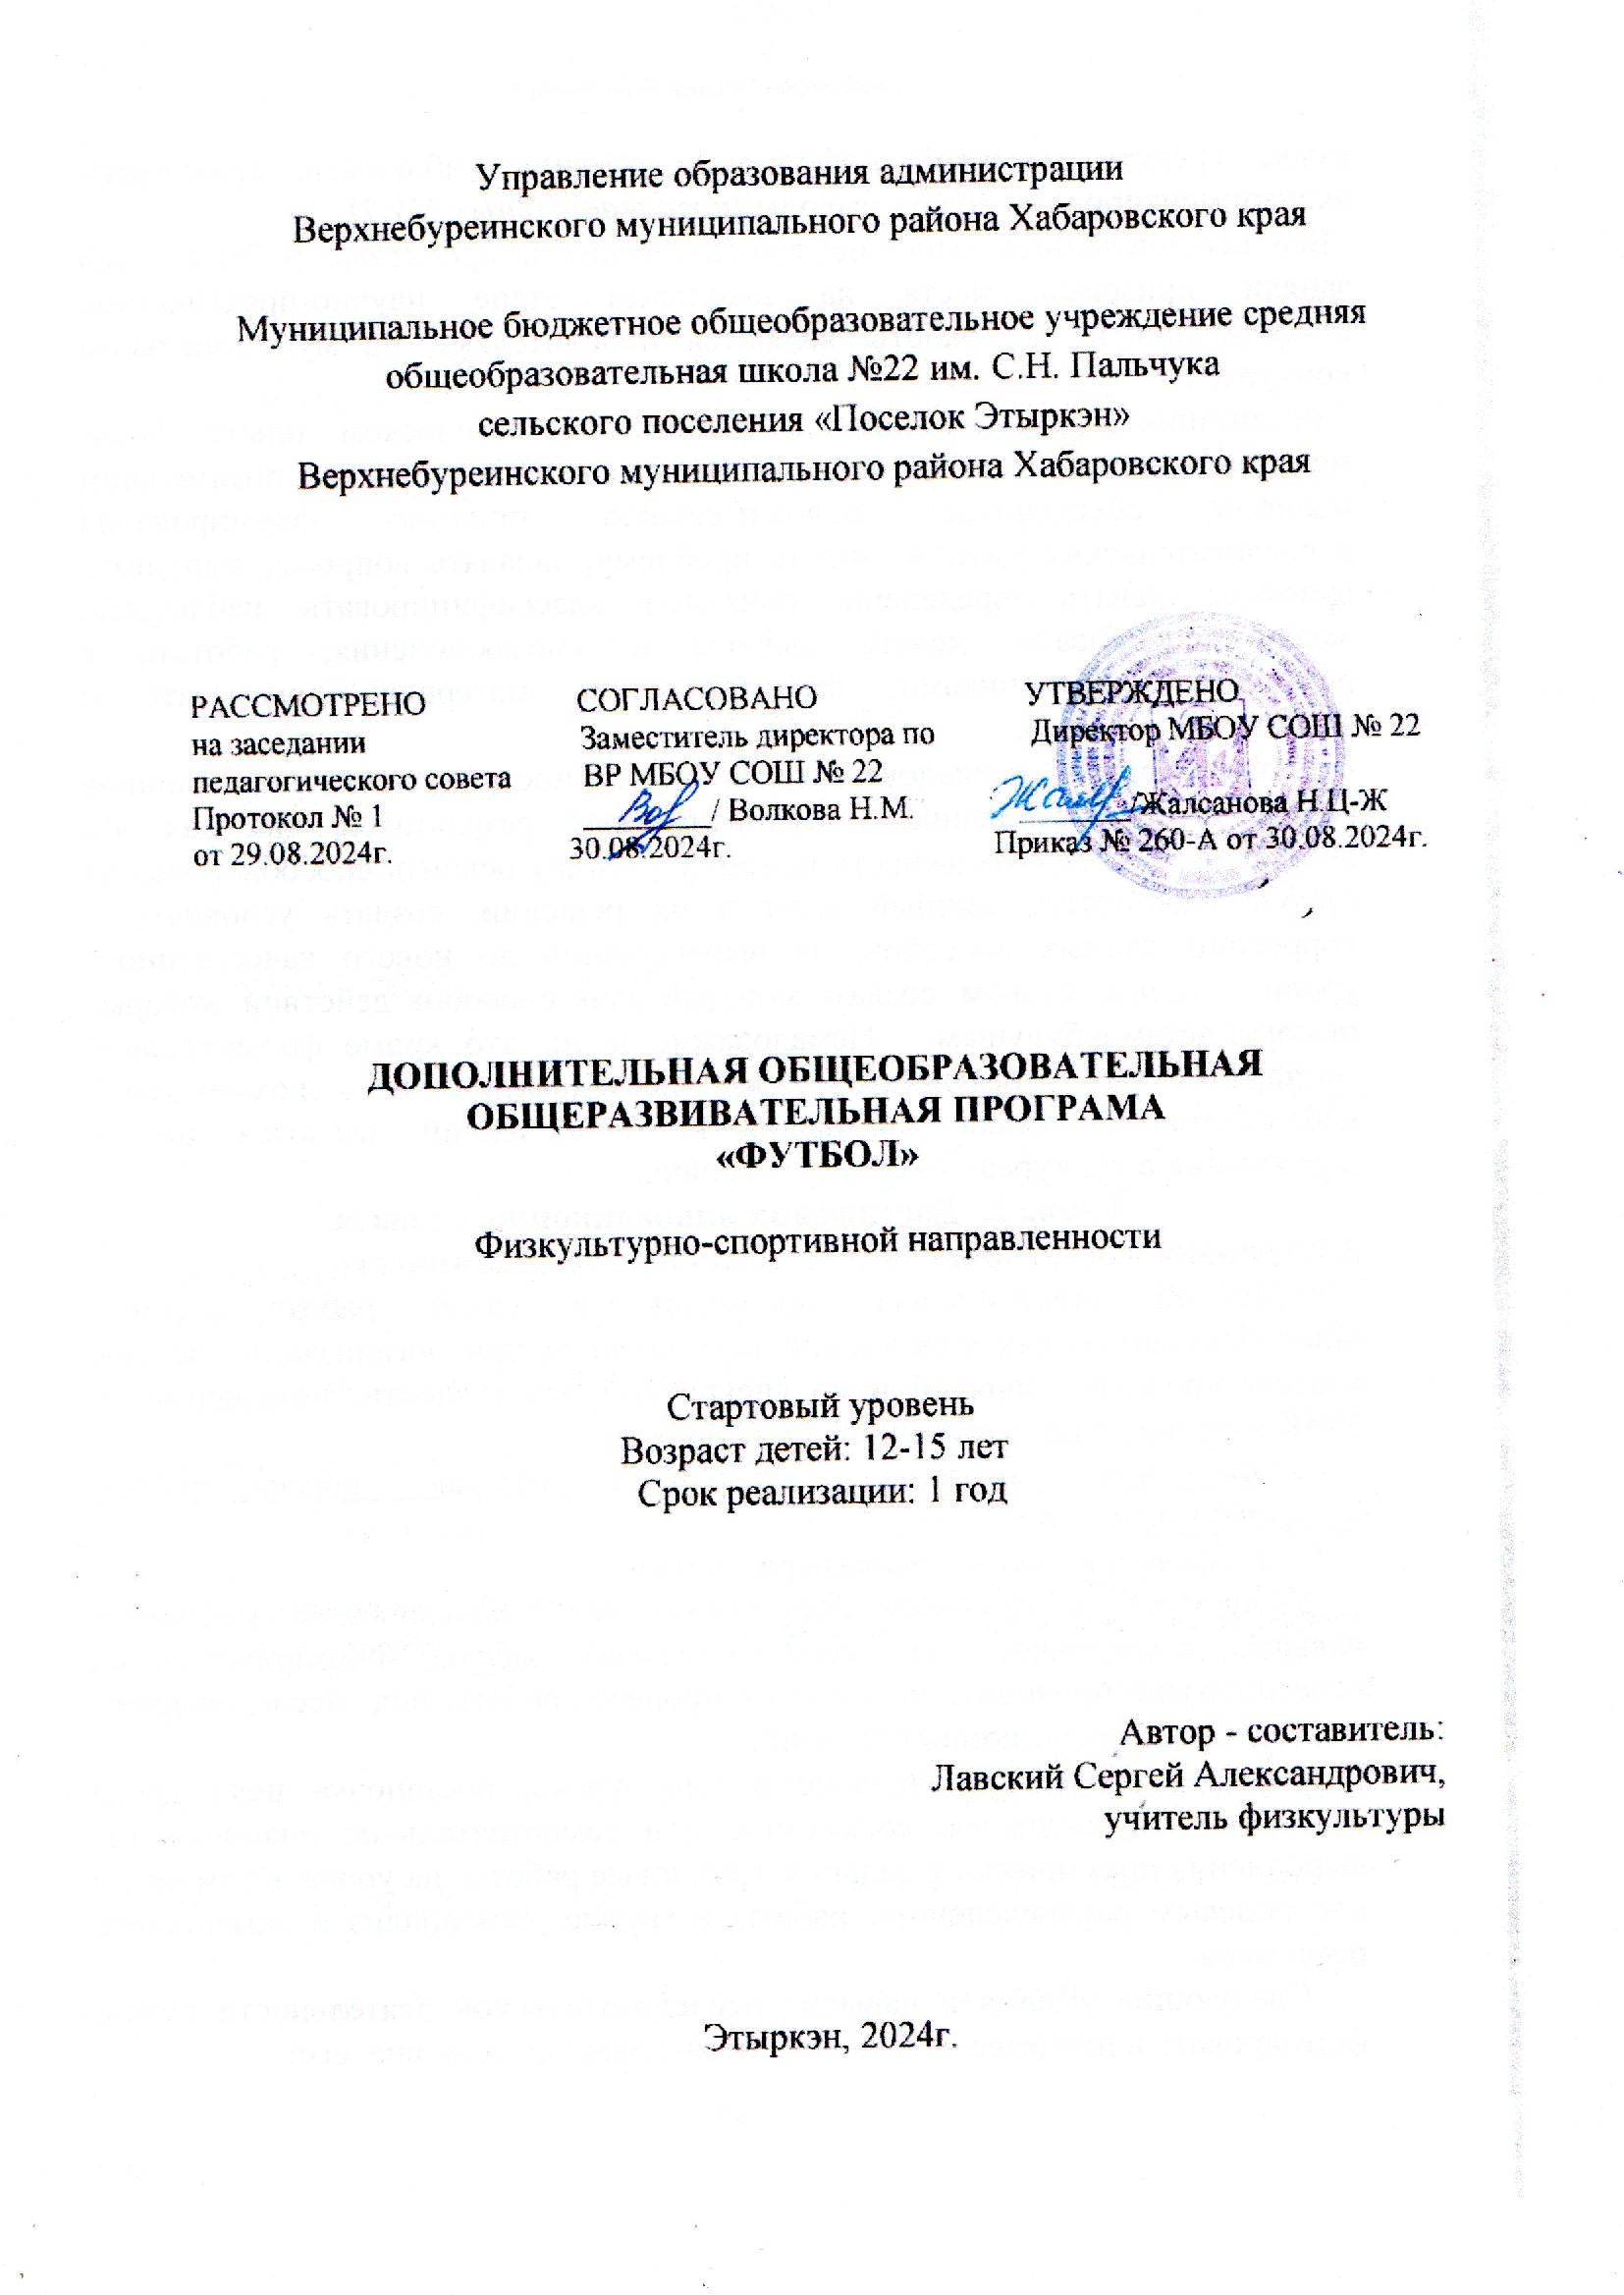 Управление образования администрации
Верхнебуреинского муниципального района Хабаровского края
Муниципальное бюджетное общеобразовательное учреждение средняя
общеобразовательная школа №22 им. С.Н. Пальчука
сельского поселения «Поселок Этыркэн»
Верхнебуреинского муниципального района Хабаровского края
РАССМОТРЕНО
на заседании
педагогического совета
Протокол № 1
от 29.08.2024г.
СОГЛАСОВАНО
Заместитель директора по
ВР МБОУ СОШ № 22
________/ Волкова Н.М.
30.08.2024г.
УТВЕРЖДЕНО
Директор МБОУ СОШ № 22
_______/Жалсанова Н.Ц-Ж
Приказ № 260-А от 30.08.2024г.
ДОПОЛНИТЕЛЬНАЯ ОБЩЕОБРАЗОВАТЕЛЬНАЯ
ОБЩЕРАЗВИВАТЕЛЬНАЯ ПРОГРАМА
«ФУТБОЛ»
Физкультурно-спортивной направленности
Стартовый уровень
Возраст детей: 12-15 лет
Срок реализации: 1 год
Автор - составитель:
Лавский Сергей Александрович,
учитель физкультуры
Этыркэн, 2024г.